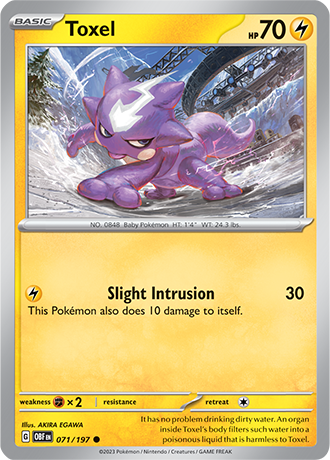 BASIC
Toxel
HP 70
NO. 0848 Baby Pokémon HT: 1'4" WT: 24.3 lbs.
Slight Intrusion 30
This Pokémon also does 10 damage to itself.
weakness ×2 resistance retreat
Illus. AKIRA EGAWA
G OBF EN 071/197
It has no problem drinking dirty water. An organ
inside Toxel's body filters such water into a
poisonous liquid that is harmless to Toxel.
©2023 Pokémon / Nintendo / Creatures / GAME FREAK